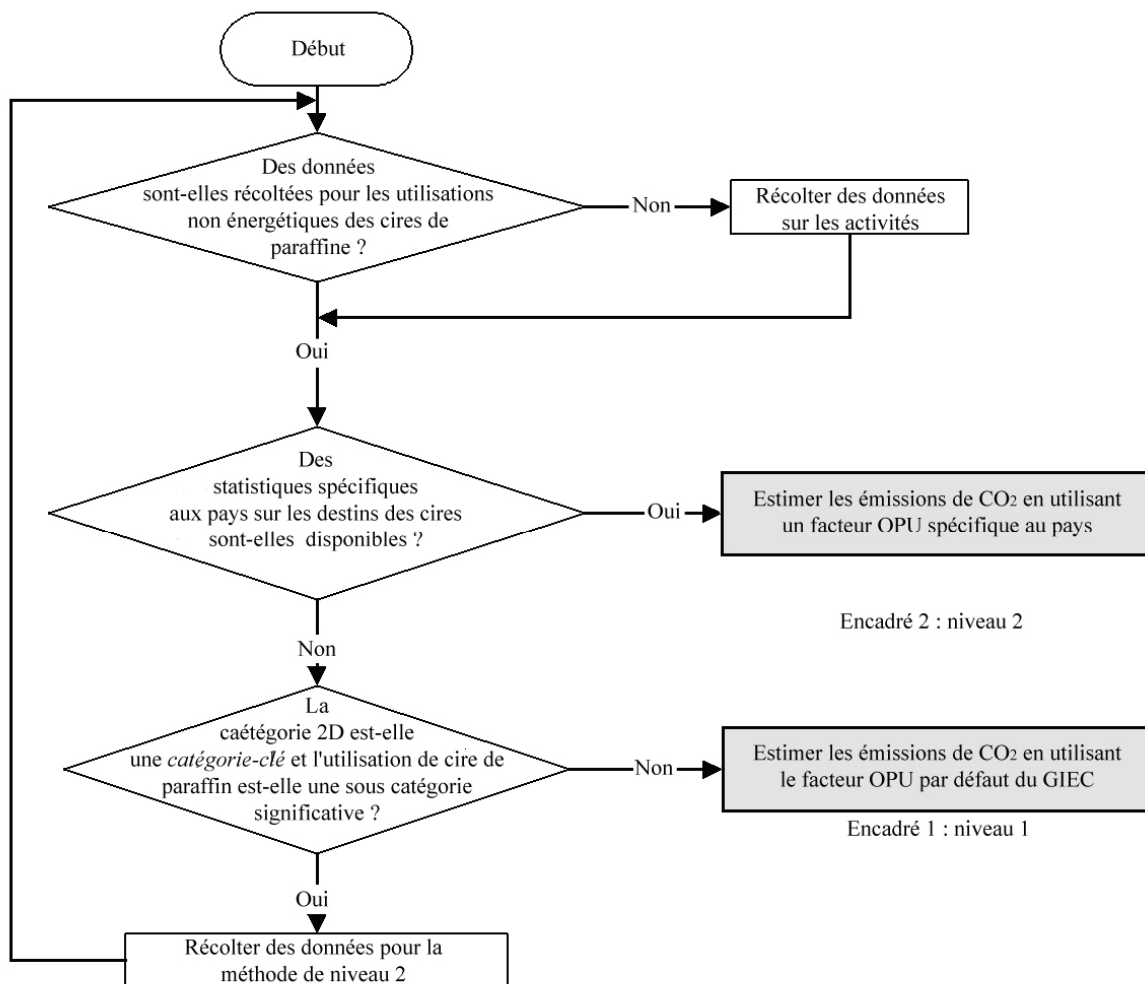 Début
Des données
sont-elles récoltées pour les utilisations
non énergétiques des cires de
paraffine ?
Non
Récolter des données
sur les activités
Oui
Des
statistiques spécifiques
aux pays sur les destins des cires
sont-elles disponibles ?
Oui
Estimer les émissions de CO2 en utilisant
un facteur OPU spécifique au pays
Encadré 2 : niveau 2
Non
La
caétégorie 2D est-elle
une catégorie-clé et l'utilisation de cire de
paraffin est-elle une sous catégorie
significative ?
Non
Estimer les émissions de CO2 en utilisant
le facteur OPU par défaut du GIEC
Encadré 1 : niveau 1
Oui
Récolter des données pour la
méthode de niveau 2